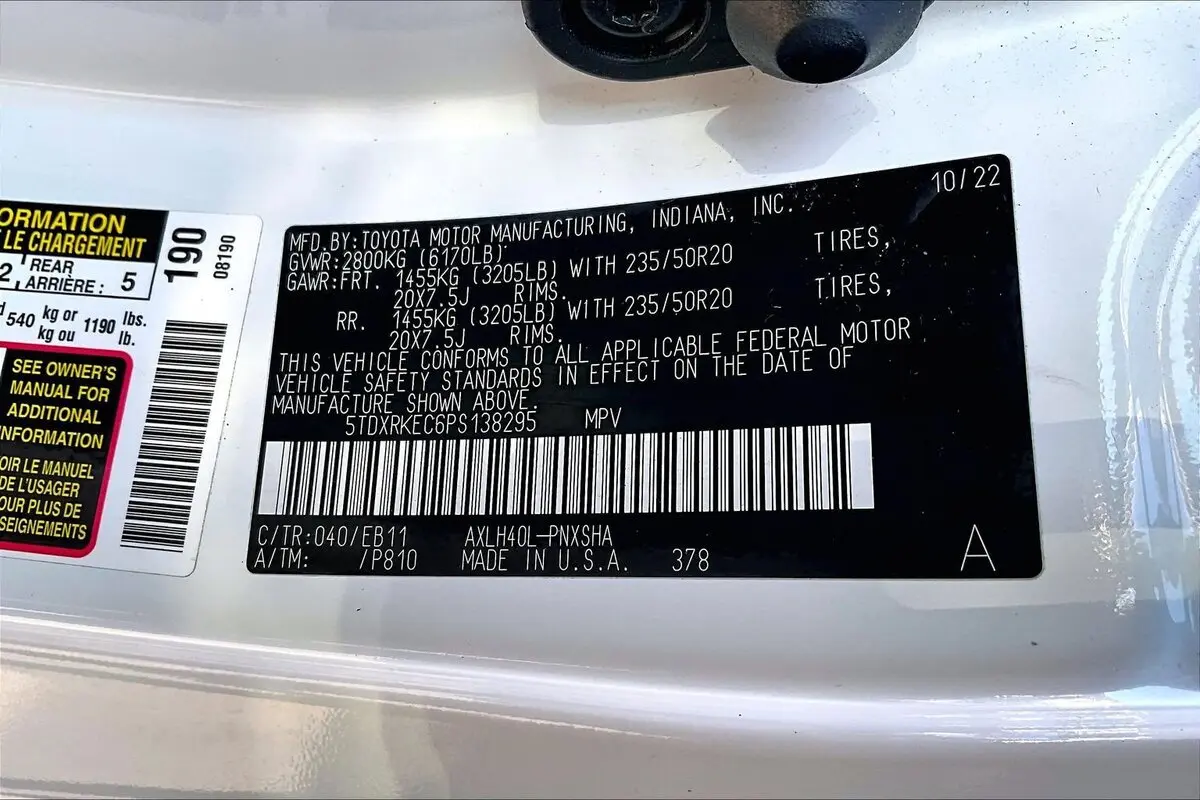 ORMATION
LE CHARGEMENT
2, REAR
ARRIÈRE : 5
540 kg or 1190 lbs.
kg ou lb.
190
08190
SEE OWNER'S
MANUAL FOR
ADDITIONAL
INFORMATION
OIR LE MANUEL
DE L'USAGER
OUR PLUS DE
SEIGNEMENTS
10/22
MFD.BY:TOYOTA MOTOR MANUFACTURING, INDIANA, INC.
GVWR:2800KG (6170LB)
GAWR:FRT. 1455KG (3205LB) WITH 235/50R20 TIRES,
20X7.5J RIMS.
RR. 1455KG (3205LB) WITH 235/50R20 TIRES,
20X7.5J RIMS.
THIS VEHICLE CONFORMS TO ALL APPLICABLE FEDERAL MOTOR
VEHICLE SAFETY STANDARDS IN EFFECT ON THE DATE OF
MANUFACTURE SHOWN ABOVE.
5TDXRKEC6PS138295 MPV
C/TR:040/EB11 AXLH40L-PNXSHA
A/TM: /P810 MADE IN U.S.A. 378
A